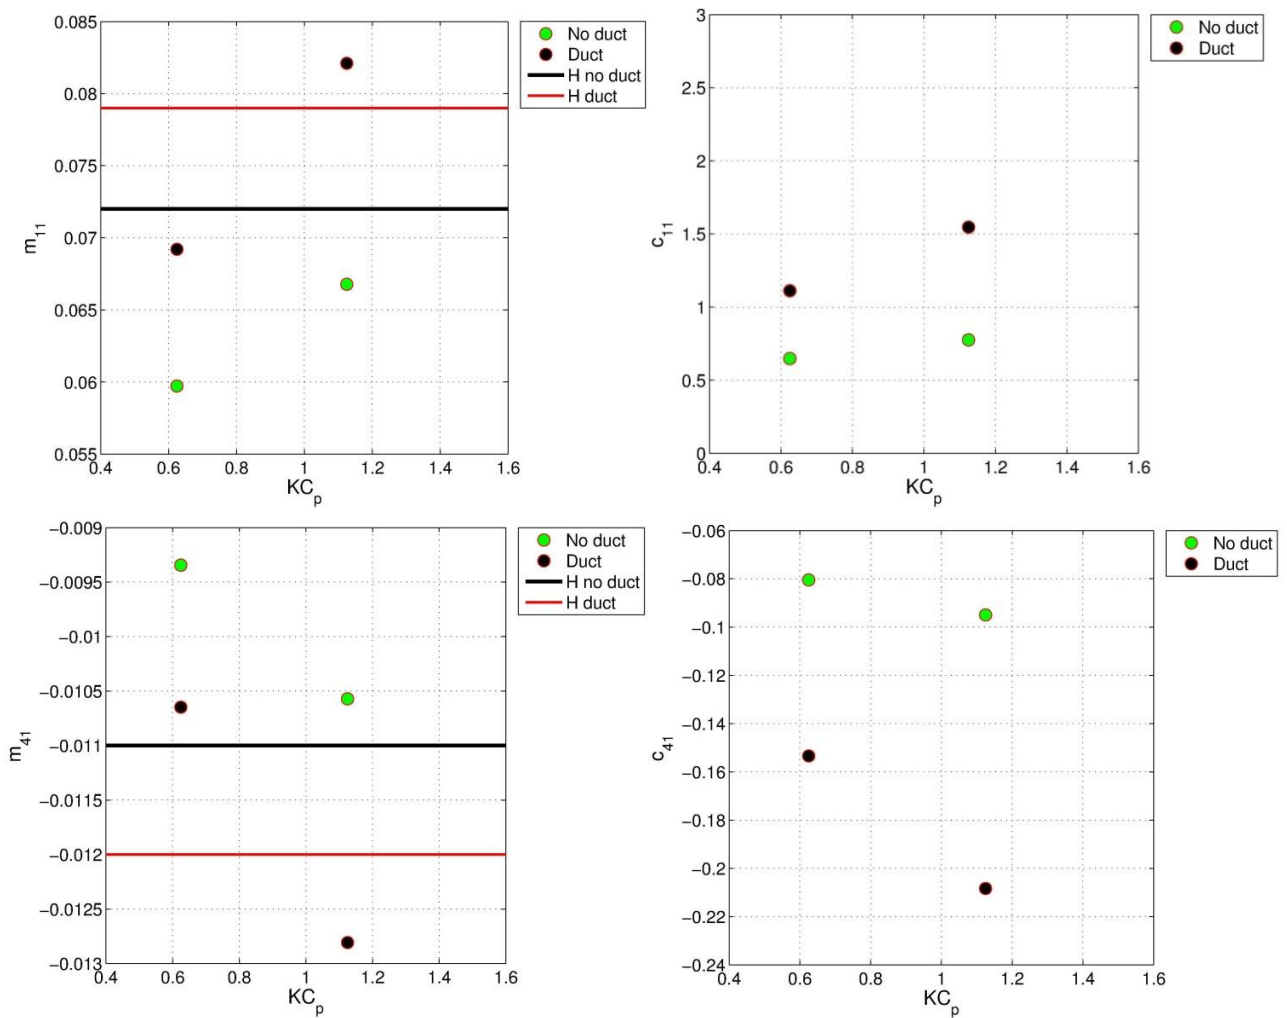 0.085
0.08
0.075
0.07
0.065
0.06
0.055
m11
0.4 0.6 0.8 1 1.2 1.4 1.6
KCp
No duct
Duct
H no duct
H duct
3
2.5
2
1.5
1
0.5
0
c11
0.4 0.6 0.8 1 1.2 1.4 1.6
KCp
No duct
Duct
−0.009
−0.0095
−0.01
−0.0105
−0.011
−0.0115
−0.012
−0.0125
−0.013
m41
0.4 0.6 0.8 1 1.2 1.4 1.6
KCp
No duct
Duct
H no duct
H duct
−0.06
−0.08
−0.1
−0.12
−0.14
−0.16
−0.18
−0.2
−0.22
−0.24
c41
0.4 0.6 0.8 1 1.2 1.4 1.6
KCp
No duct
Duct